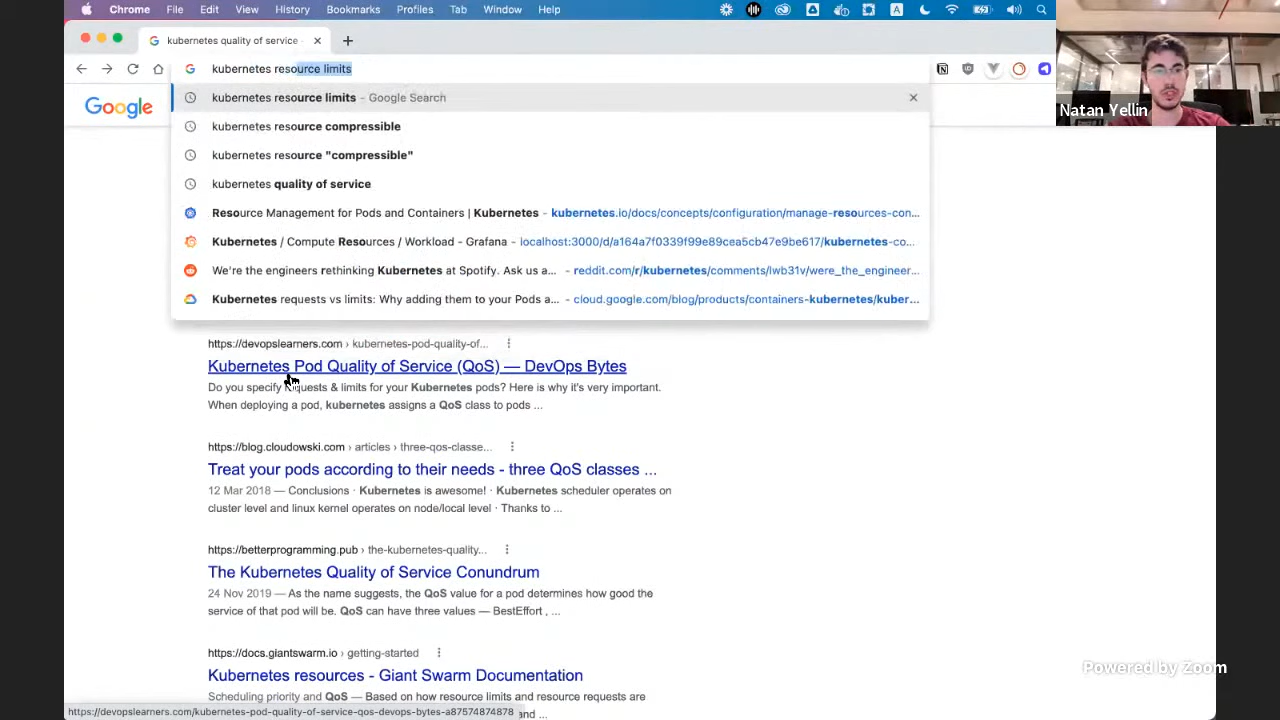 Chrome File Edit View History Bookmarks Profiles Tab Window Help
kubernetes quality of service -
kubernetes resource limits
kubernetes resource limits – Google Search
kubernetes resource compressible
kubernetes resource "compressible"
kubernetes quality of service
Resource Management for Pods and Containers | Kubernetes – kubernetes.io/docs/concepts/configuration/manage-resources-con...
Kubernetes / Compute Resources / Workload - Grafana – localhost:3000/d/a164a7f0339f99e89cea5cb47e9be617/kubernetes-co...
We're the engineers rethinking Kubernetes at Spotify. Ask us a... – reddit.com/r/kubernetes/comments/lwb31v/were_the_engineer...
Kubernetes requests vs limits: Why adding them to your Pods a... – cloud.google.com/blog/products/containers-kubernetes/kuber...
Google
Natan Yellin
https://devopslearners.com › kubernetes-pod-quality-of...
Kubernetes Pod Quality of Service (QoS) — DevOps Bytes
Do you specify requests & limits for your Kubernetes pods? Here is why it's very important.
When deploying a pod, kubernetes assigns a QoS class to pods ...
https://blog.cloudowski.com › articles › three-qos-classe...
Treat your pods according to their needs - three QoS classes ...
12 Mar 2018 — Conclusions · Kubernetes is awesome! · Kubernetes scheduler operates on
cluster level and linux kernel operates on node/local level · Thanks to ...
https://betterprogramming.pub › the-kubernetes-quality...
The Kubernetes Quality of Service Conundrum
24 Nov 2019 — As the name suggests, the QoS value for a pod determines how good the
service of that pod will be. QoS can have three values — BestEffort , ...
https://docs.giantswarm.io › getting-started
Kubernetes resources - Giant Swarm Documentation
Scheduling priority and QoS — Based on how resource limits and resource requests are
and ...
https://devopslearners.com/kubernetes-pod-quality-of-service-qos-devops-bytes-a87574874878
Powered by Zoom